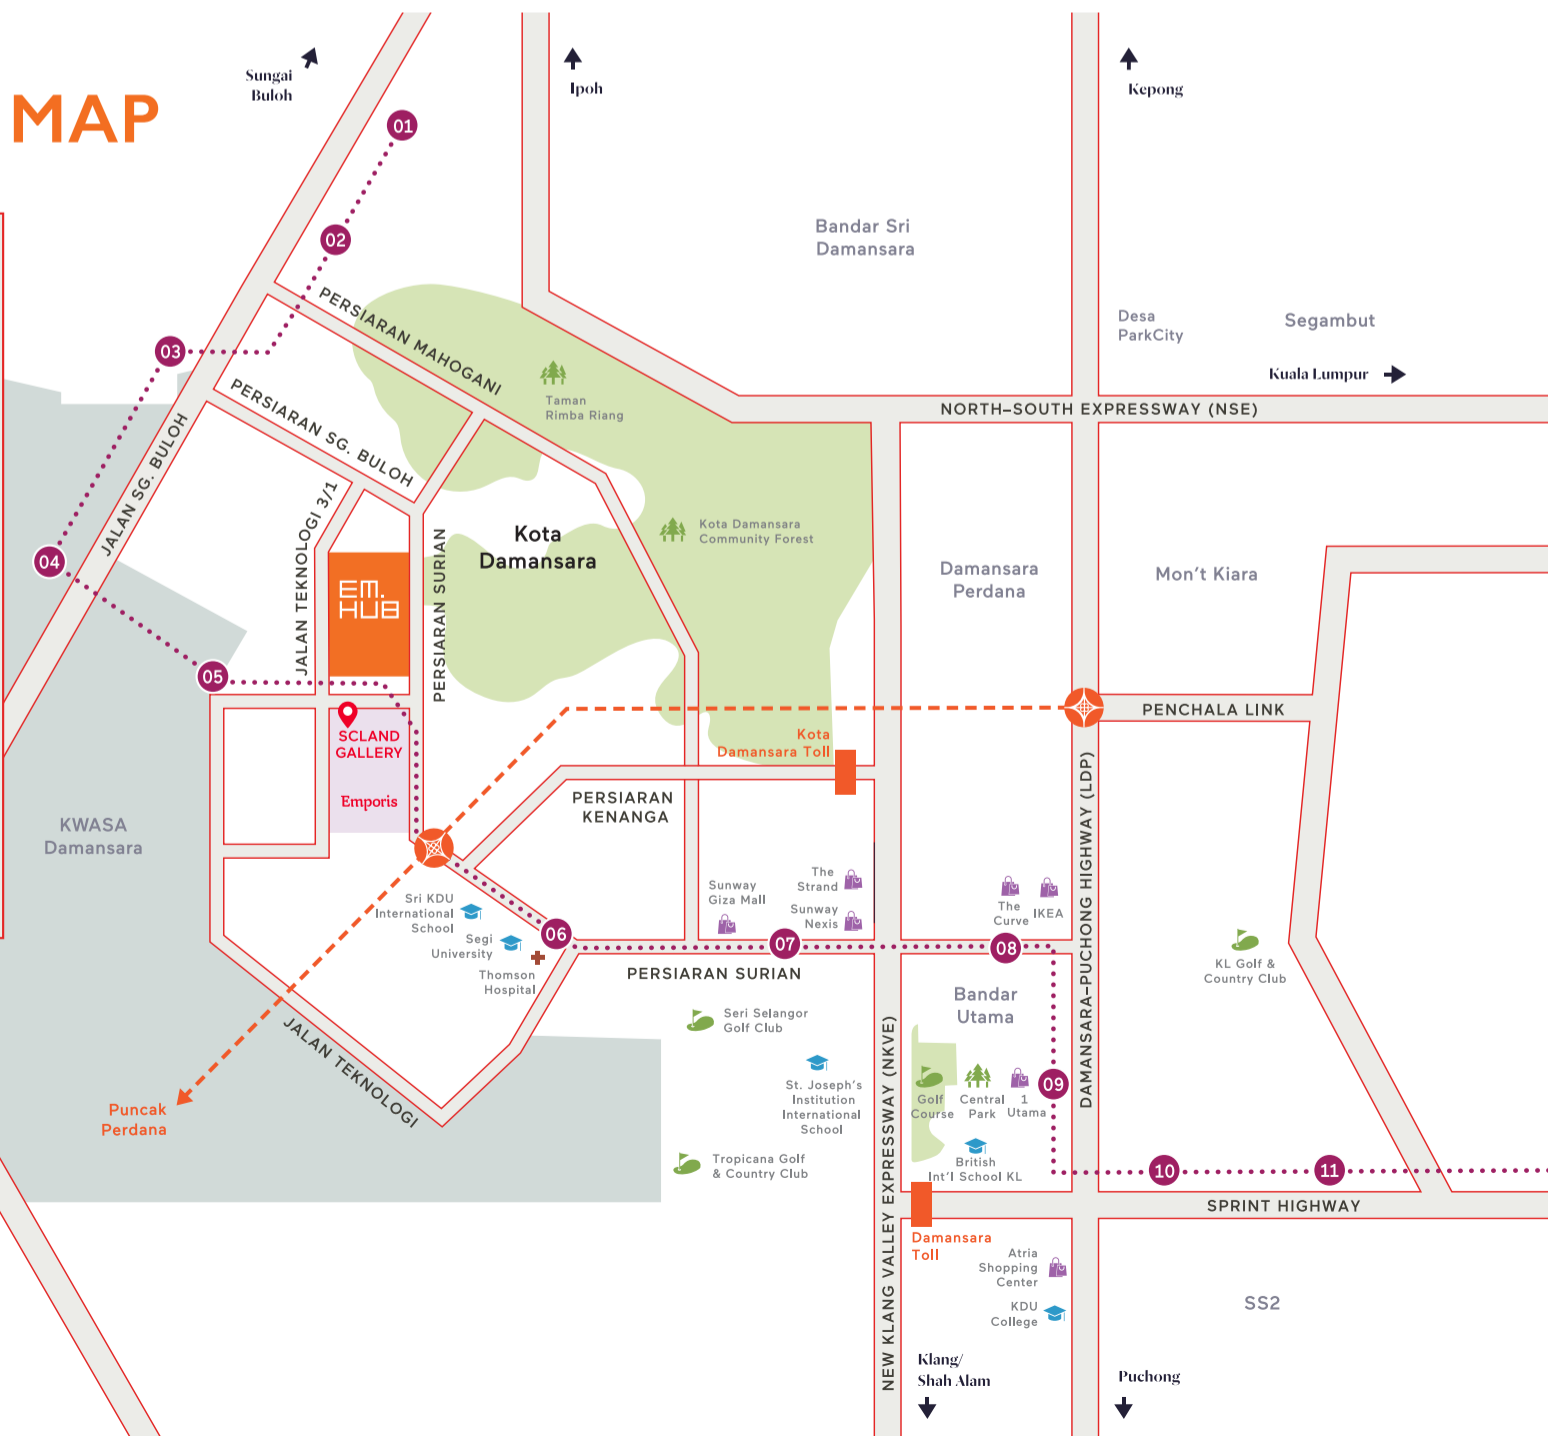 MAP
Sungai
Buloh
Ipoh
Kepong
01
02
03
04
05
06
07
08
09
10
11
Bandar Sri
Damansara
Desa
ParkCity
Segambut
Kuala Lumpur
PERSIARAN MAHOGANI
Taman
Rimba Riang
NORTH–SOUTH EXPRESSWAY (NSE)
PERSIARAN SG. BULOH
JALAN SG. BULOH
JALAN TEKNOLOGI 3/1
PERSIARAN SURIAN
Kota
Damansara
Kota Damansara
Community Forest
Damansara
Perdana
Mon't Kiara
EM.
HUB
SCLAND
GALLERY
Emporis
Kota
Damansara Toll
PENCHALA LINK
PERSIARAN
KENANGA
KWASA
Damansara
DAMANSARA–PUCHONG HIGHWAY (LDP)
Sri KDU
International
School
Segi
University
Thomson
Hospital
Sunway
Giza Mall
The
Strand
Sunway
Nexis
The
Curve
IKEA
KL Golf &
Country Club
PERSIARAN SURIAN
Bandar
Utama
Seri Selangor
Golf Club
JALAN TEKNOLOGI
St. Joseph's
Institution
International
School
NEW KLANG VALLEY EXPRESSWAY (NKVE)
Golf
Course
Central
Park
1
Utama
Puncak
Perdana
Tropicana Golf
& Country Club
British
Int'l School KL
SPRINT HIGHWAY
Damansara
Toll
Atria
Shopping
Center
KDU
College
SS2
Klang/
Shah Alam
Puchong